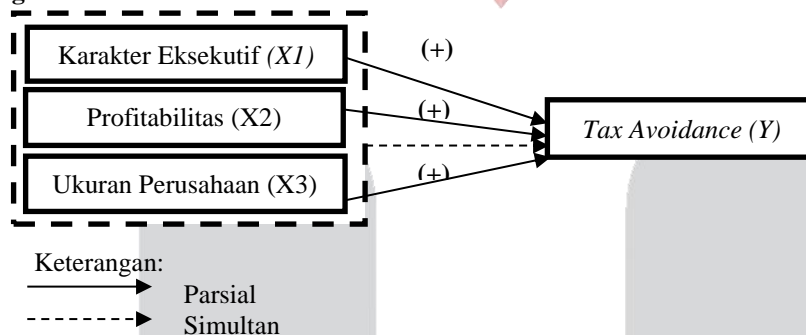 Karakter Eksekutif (X1)
(+)
Profitabilitas (X2)
(+)
Tax Avoidance (Y)
Ukuran Perusahaan (X3)
(+)
Keterangan:
Parsial
Simultan